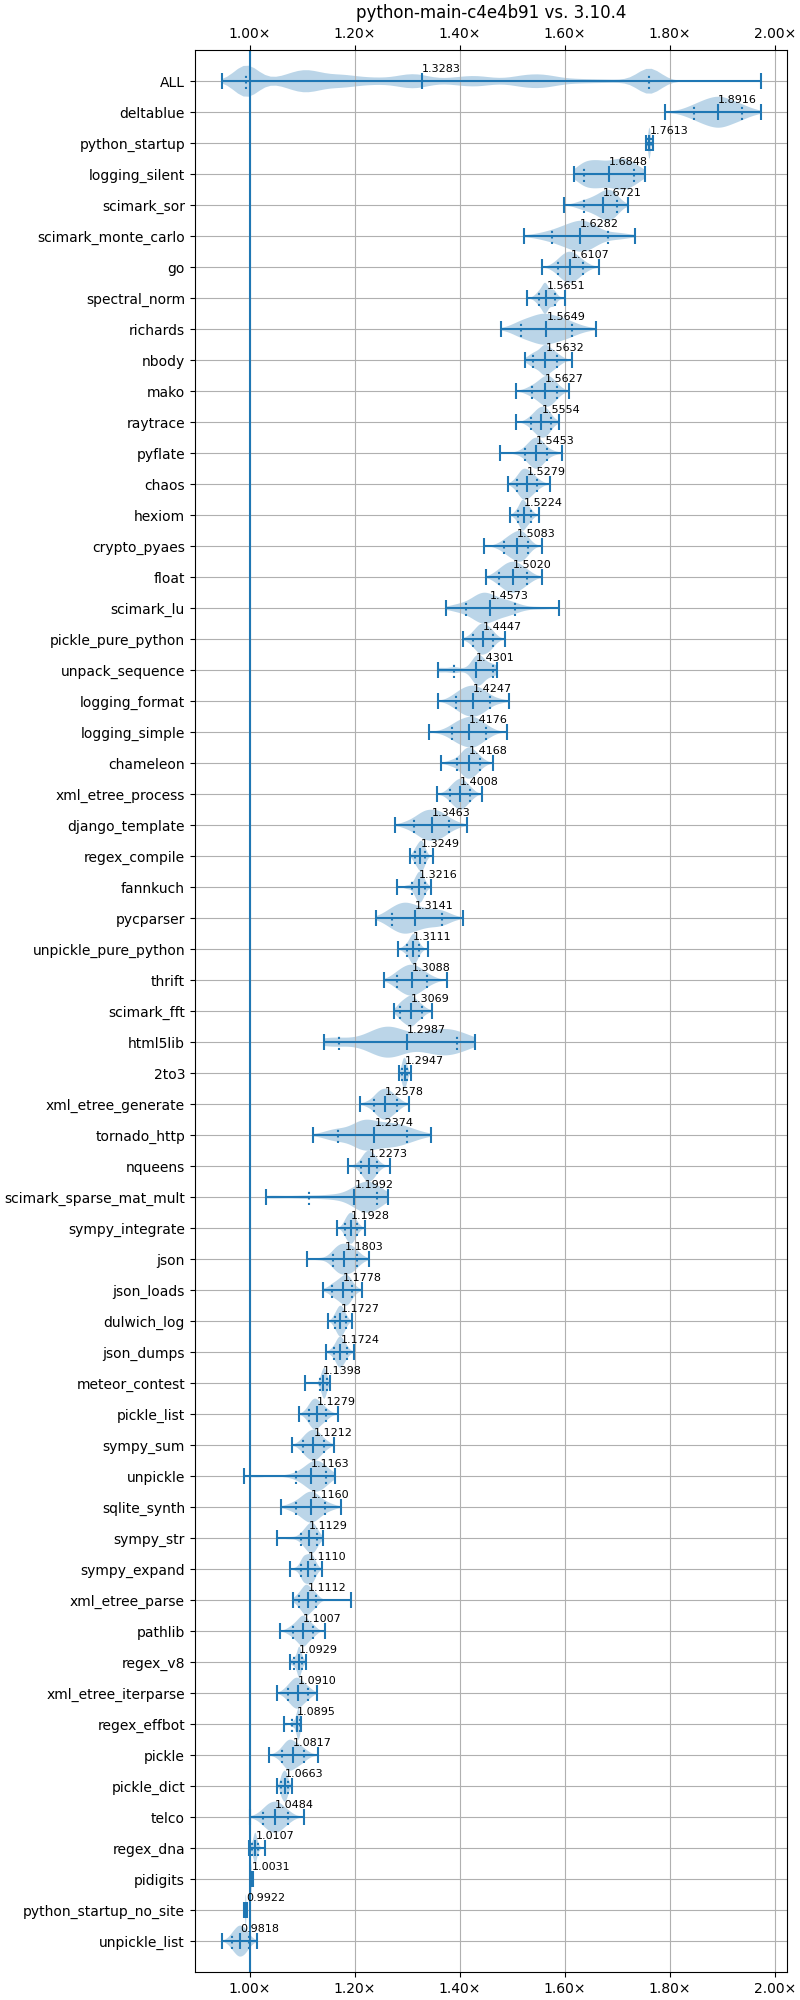 python-main-c4e4b91 vs. 3.10.4
1.00× 1.20× 1.40× 1.60× 1.80× 2.00×
ALL 1.3283
deltablue 1.8916
python_startup 1.7613
logging_silent 1.6848
scimark_sor 1.6721
scimark_monte_carlo 1.6282
go 1.6107
spectral_norm 1.5651
richards 1.5649
nbody 1.5632
mako 1.5627
raytrace 1.5554
pyflate 1.5453
chaos 1.5279
hexiom 1.5224
crypto_pyaes 1.5083
float 1.5020
scimark_lu 1.4573
pickle_pure_python 1.4447
unpack_sequence 1.4301
logging_format 1.4247
logging_simple 1.4176
chameleon 1.4168
xml_etree_process 1.4008
django_template 1.3463
regex_compile 1.3249
fannkuch 1.3216
pycparser 1.3141
unpickle_pure_python 1.3111
thrift 1.3088
scimark_fft 1.3069
html5lib 1.2987
2to3 1.2947
xml_etree_generate 1.2578
tornado_http 1.2374
nqueens 1.2273
scimark_sparse_mat_mult 1.1992
sympy_integrate 1.1928
json 1.1803
json_loads 1.1778
dulwich_log 1.1727
json_dumps 1.1724
meteor_contest 1.1398
pickle_list 1.1279
sympy_sum 1.1212
unpickle 1.1163
sqlite_synth 1.1160
sympy_str 1.1129
sympy_expand 1.1110
xml_etree_parse 1.1112
pathlib 1.1007
regex_v8 1.0929
xml_etree_iterparse 1.0910
regex_effbot 1.0895
pickle 1.0817
pickle_dict 1.0663
telco 1.0484
regex_dna 1.0107
pidigits 1.0031
python_startup_no_site 0.9922
unpickle_list 0.9818
1.00× 1.20× 1.40× 1.60× 1.80× 2.00×